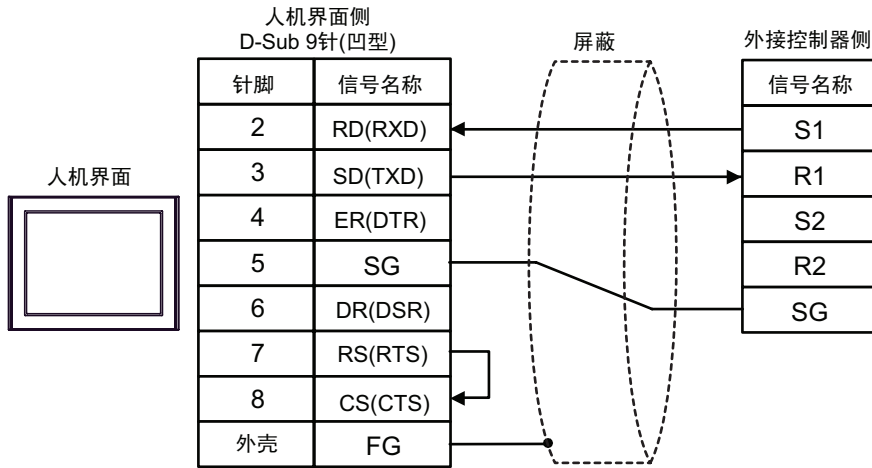 人机界面侧
D-Sub 9针(凹型)
屏蔽
外接控制器侧
针脚 信号名称
信号名称
2 RD(RXD)
S1
人机界面
3 SD(TXD)
R1
4 ER(DTR)
S2
5 SG
R2
6 DR(DSR)
SG
7 RS(RTS)
8 CS(CTS)
外壳 FG